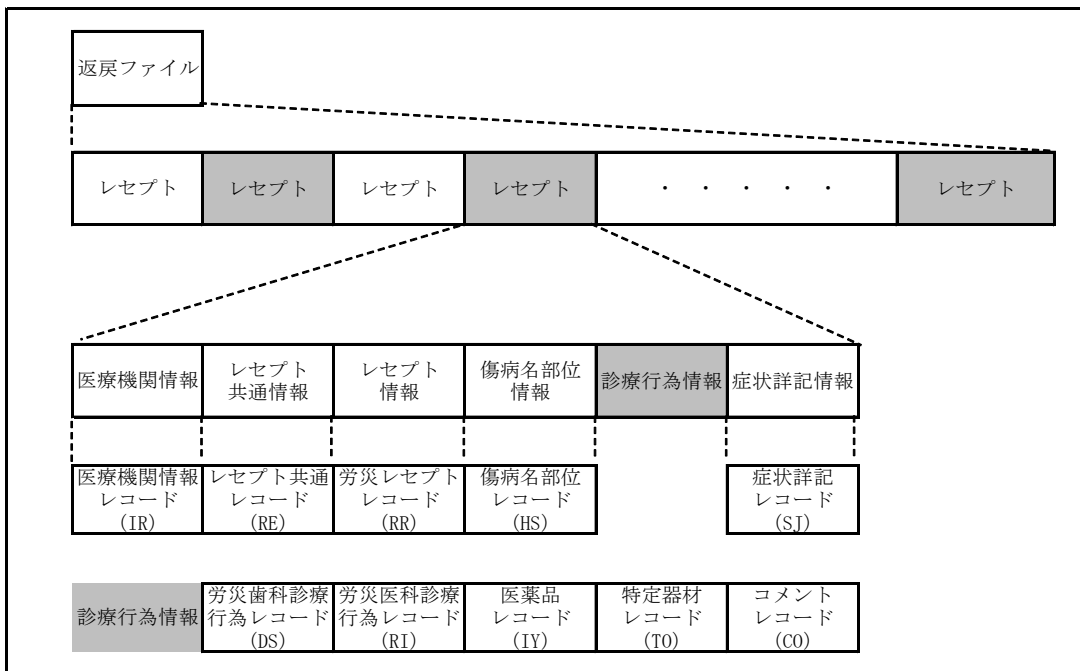 返戻ファイル
レセプト レセプト レセプト レセプト ・ ・ ・ ・ ・ レセプト
医療機関情報
レセプト
共通情報
レセプト
情報
傷病名部位
情報
診療行為情報
症状詳記情報
医療機関情報
レコード
(IR)
レセプト共通
レコード
(RE)
労災レセプト
レコード
(RR)
傷病名部位
レコード
(HS)
症状詳記
レコード
(SJ)
診療行為情報
労災歯科診療
行為レコード
(DS)
労災医科診療
行為レコード
(RI)
医薬品
レコード
(IY)
特定器材
レコード
(TO)
コメント
レコード
(CO)